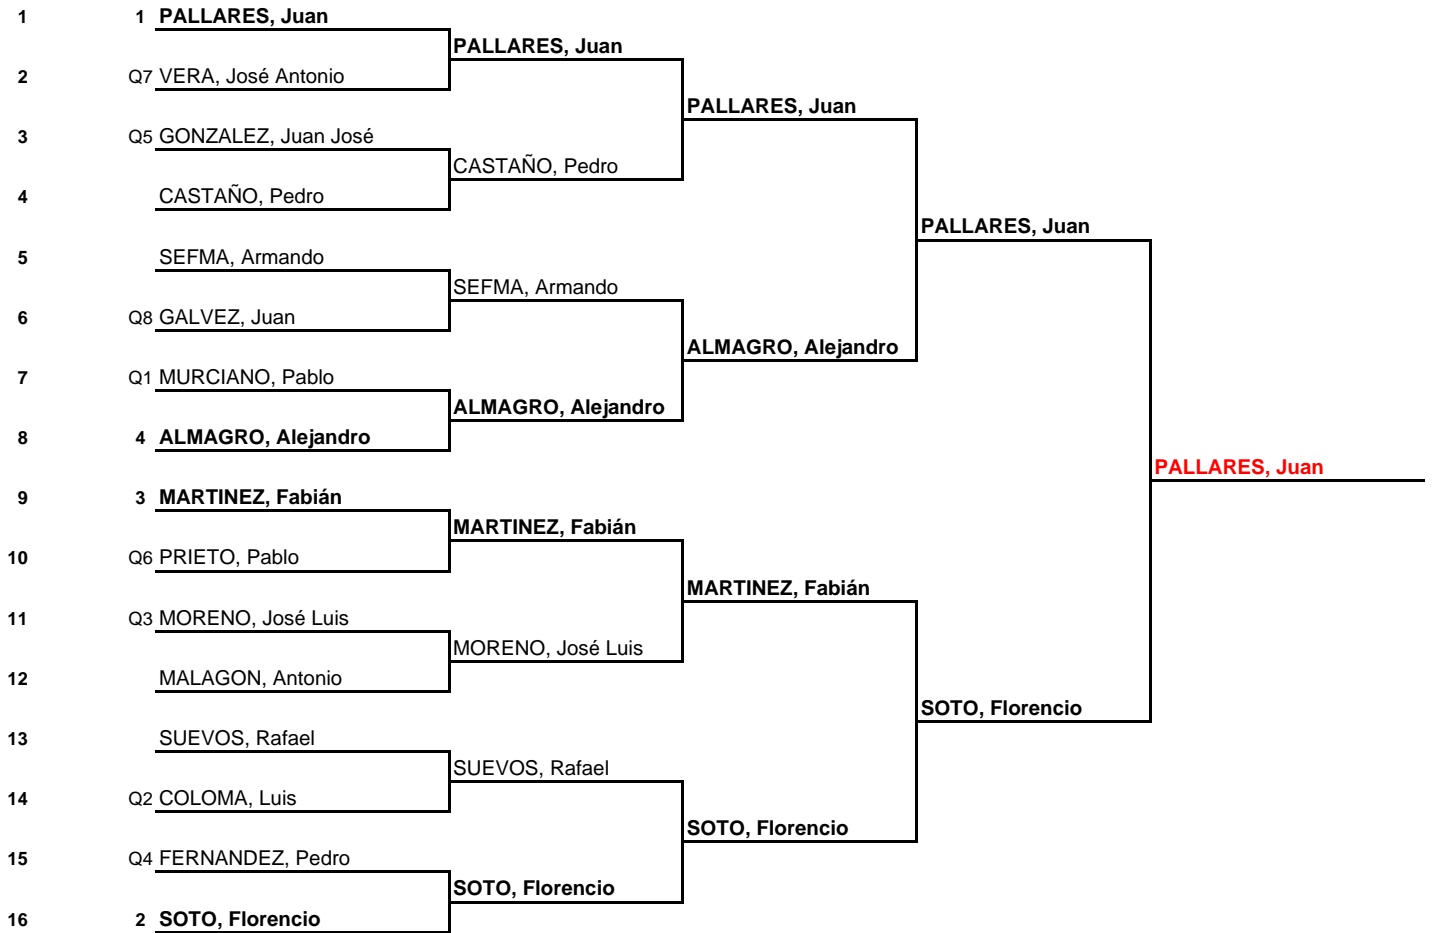 1 1 PALLARES, Juan
PALLARES, Juan
2 Q7 VERA, José Antonio
PALLARES, Juan
3 Q5 GONZALEZ, Juan José
CASTAÑO, Pedro
4 CASTAÑO, Pedro
PALLARES, Juan
5 SEFMA, Armando
SEFMA, Armando
6 Q8 GALVEZ, Juan
ALMAGRO, Alejandro
7 Q1 MURCIANO, Pablo
ALMAGRO, Alejandro
8 4 ALMAGRO, Alejandro
PALLARES, Juan
9 3 MARTINEZ, Fabián
MARTINEZ, Fabián
10 Q6 PRIETO, Pablo
MARTINEZ, Fabián
11 Q3 MORENO, José Luis
MORENO, José Luis
12 MALAGON, Antonio
SOTO, Florencio
13 SUEVOS, Rafael
SUEVOS, Rafael
14 Q2 COLOMA, Luis
SOTO, Florencio
15 Q4 FERNANDEZ, Pedro
SOTO, Florencio
16 2 SOTO, Florencio